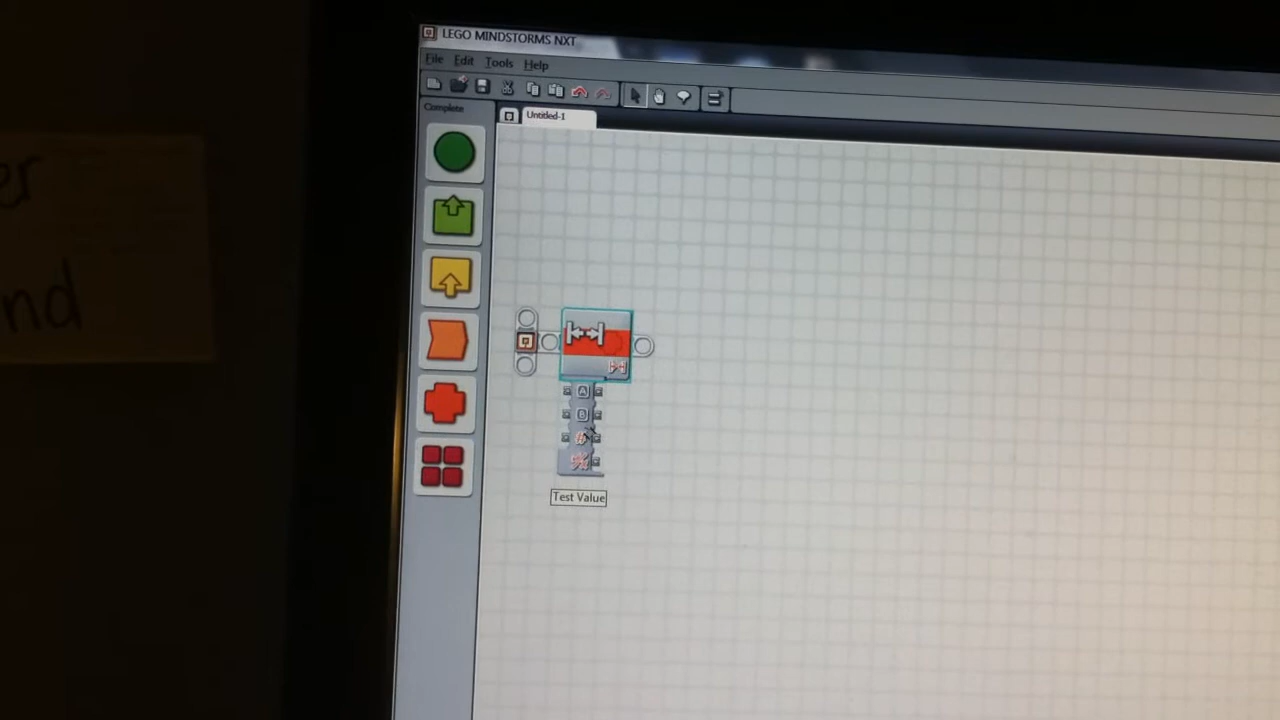 LEGO MINDSTORMS NXT
File Edit Tools Help
Complete
Untitled-1
er
nd
A
B
Test Value